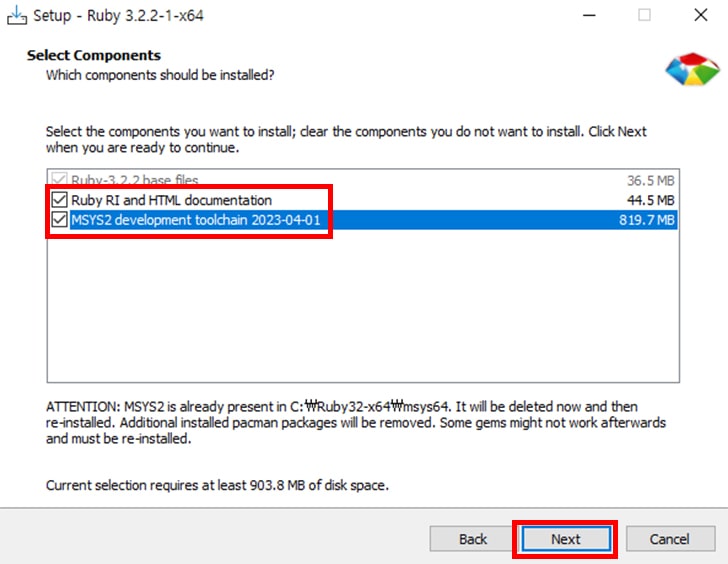 Setup - Ruby 3.2.2-1-x64
Select Components
Which components should be installed?
Select the components you want to install; clear the components you do not want to install. Click Next
when you are ready to continue.
Ruby-3.2.2 base files 36.5 MB
Ruby RI and HTML documentation 44.5 MB
MSYS2 development toolchain 2023-04-01 819.7 MB
ATTENTION: MSYS2 is already present in C:₩Ruby32-x64₩msys64. It will be deleted now and then
re-installed. Additional installed pacman packages will be removed. Some gems might not work afterwards
and must be re-installed.
Current selection requires at least 903.8 MB of disk space.
Back Next Cancel